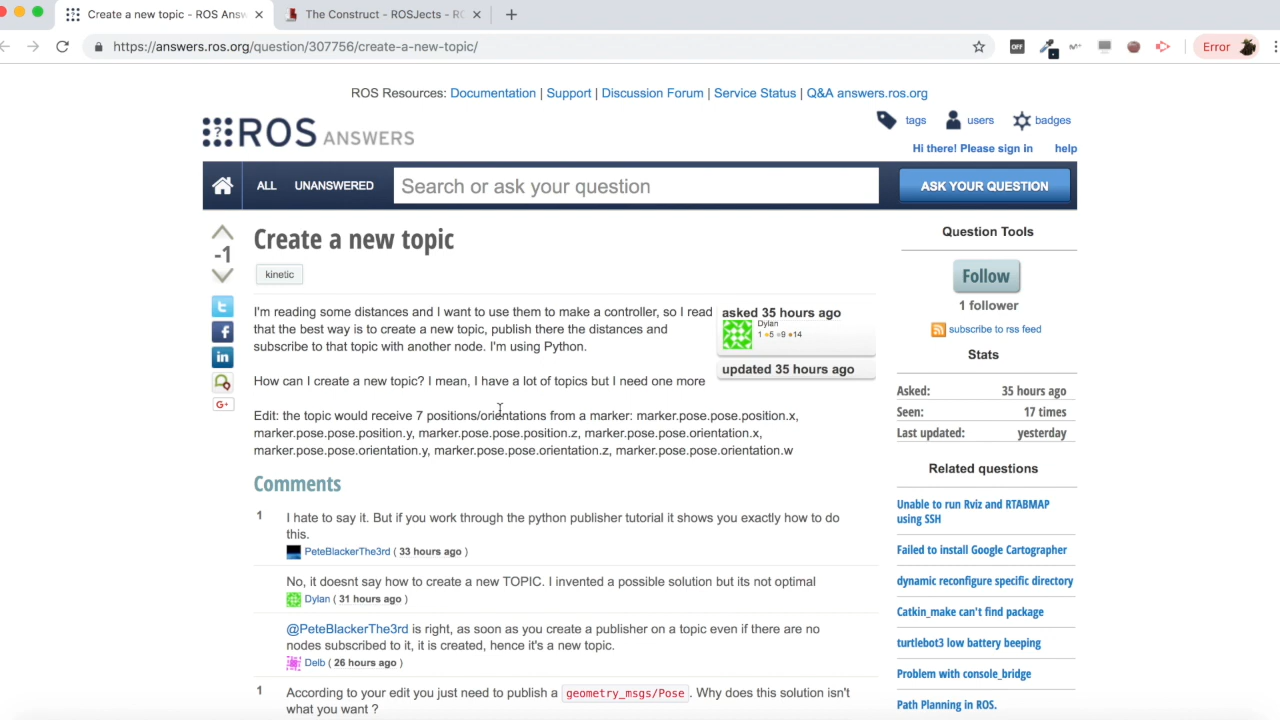 Create a new topic - ROS Answ
The Construct - ROSJects - RO
https://answers.ros.org/question/307756/create-a-new-topic/
OFF
Error
ROS Resources: Documentation | Support | Discussion Forum | Service Status | Q&A answers.ros.org
ROS ANSWERS
tags
users
badges
Hi there! Please sign in
help
ALL
UNANSWERED
Search or ask your question
ASK YOUR QUESTION
-1
Create a new topic
kinetic
I'm reading some distances and I want to use them to make a controller, so I read
that the best way is to create a new topic, publish there the distances and
subscribe to that topic with another node. I'm using Python.
How can I create a new topic? I mean, I have a lot of topics but I need one more
asked 35 hours ago
Dylan
1 ●5 ●9 ●14
updated 35 hours ago
Edit: the topic would receive 7 positions/orientations from a marker: marker.pose.pose.position.x,
marker.pose.pose.position.y, marker.pose.pose.position.z, marker.pose.pose.orientation.x,
marker.pose.pose.orientation.y, marker.pose.pose.orientation.z, marker.pose.pose.orientation.w
Comments
1
I hate to say it. But if you work through the python publisher tutorial it shows you exactly how to do
this.
PeteBlackerThe3rd ( 33 hours ago )
No, it doesnt say how to create a new TOPIC. I invented a possible solution but its not optimal
Dylan ( 31 hours ago )
@PeteBlackerThe3rd is right, as soon as you create a publisher on a topic even if there are no
nodes subscribed to it, it is created, hence it's a new topic.
Delb ( 26 hours ago )
1
According to your edit you just need to publish a geometry_msgs/Pose. Why does this solution isn't
what you want ?
Question Tools
Follow
1 follower
subscribe to rss feed
Stats
Asked: 35 hours ago
Seen: 17 times
Last updated: yesterday
Related questions
Unable to run Rviz and RTABMAP
using SSH
Failed to install Google Cartographer
dynamic reconfigure specific directory
Catkin_make can't find package
turtlebot3 low battery beeping
Problem with console_bridge
Path Planning in ROS.